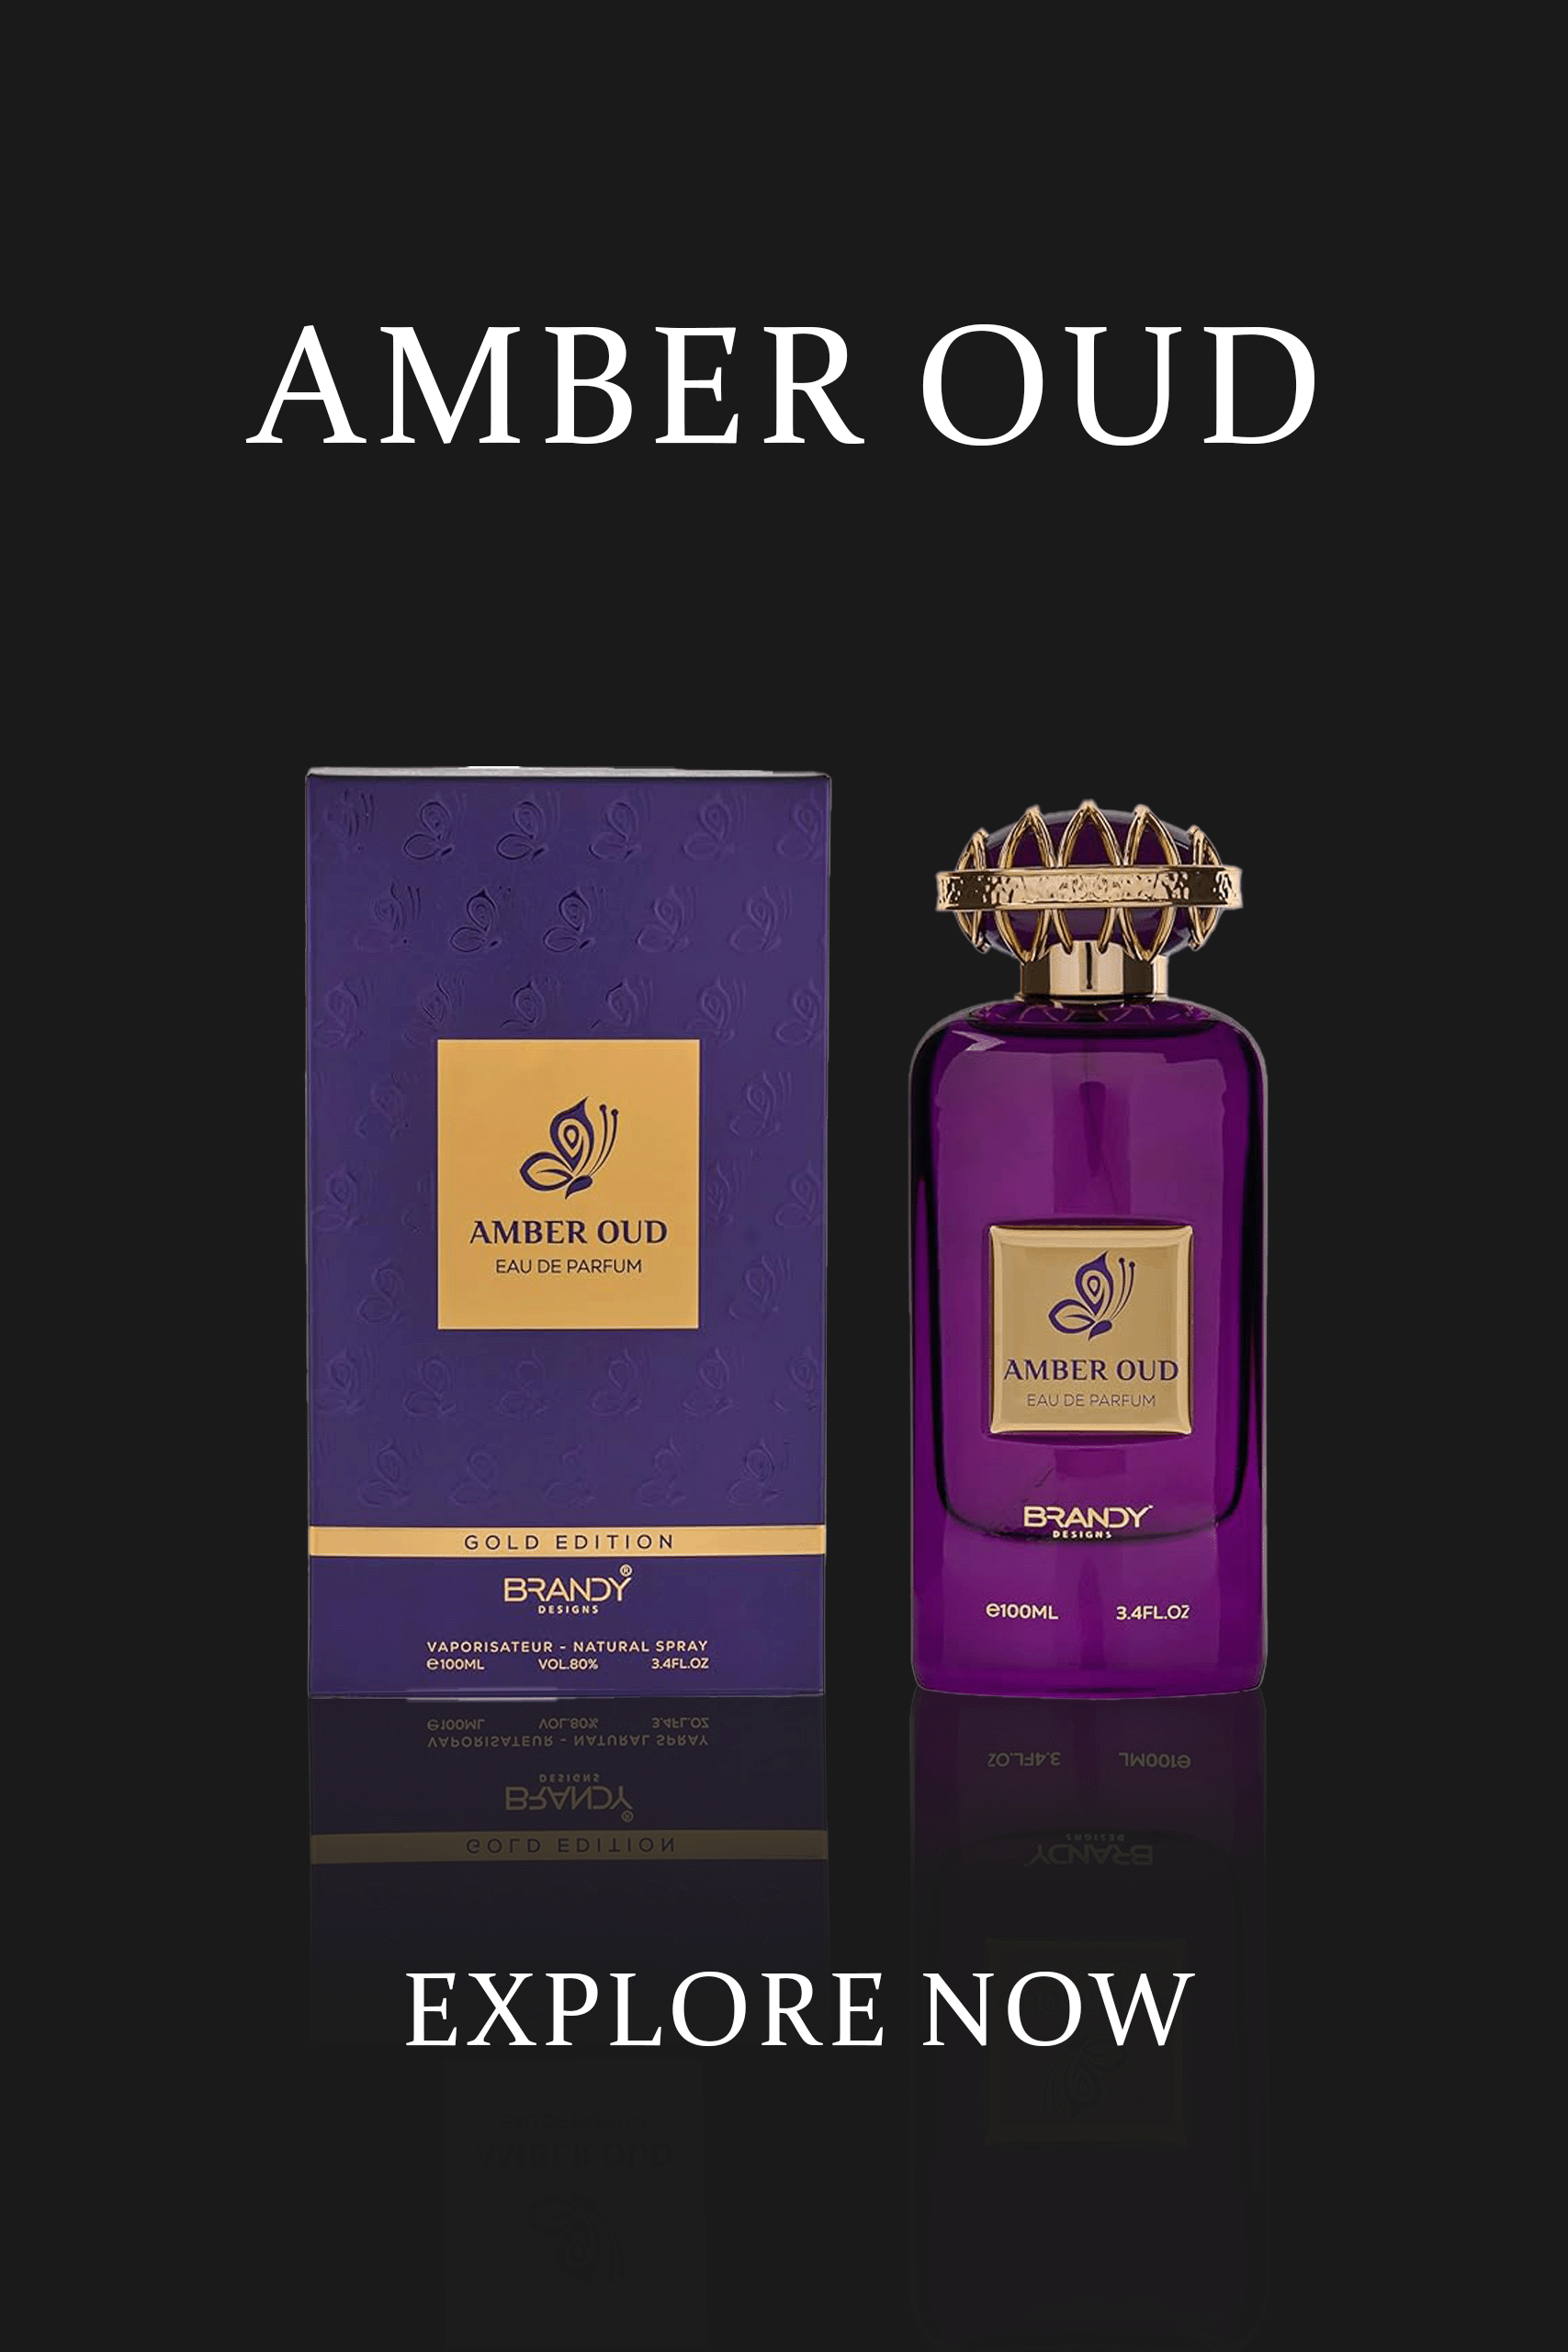 AMBER OUD
AMBER OUD
EAU DE PARFUM
GOLD EDITION
BRANDY®
DESIGNS
VAPORISATEUR - NATURAL SPRAY
℮100ML VOL.80% 3.4FL.OZ
AMBER OUD
EAU DE PARFUM
BRANDY™
DESIGNS
℮100ML 3.4FL.OZ
EXPLORE NOW